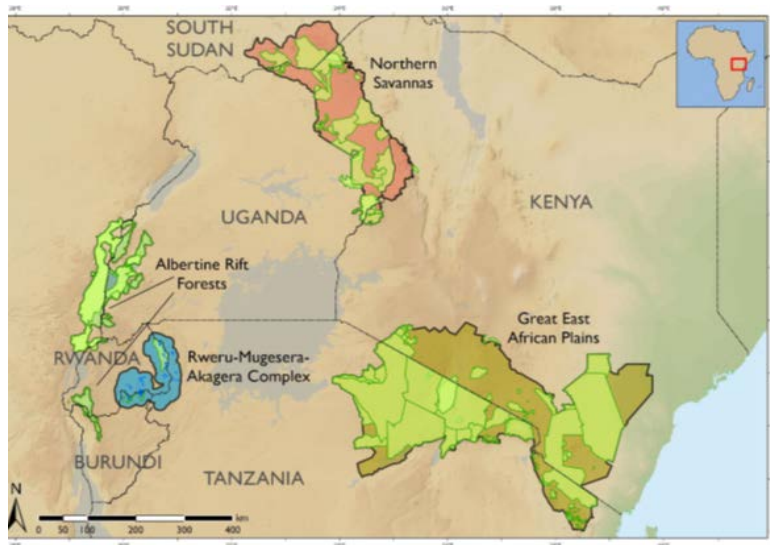 SOUTH
SUDAN
Northern
Savannas
UGANDA
KENYA
Albertine Rift
Forests
Great East
African Plains
RWANDA
Rweru-Mugesera-
Akagera Complex
BURUNDI
TANZANIA
N
0 50 100 200 300 400
km